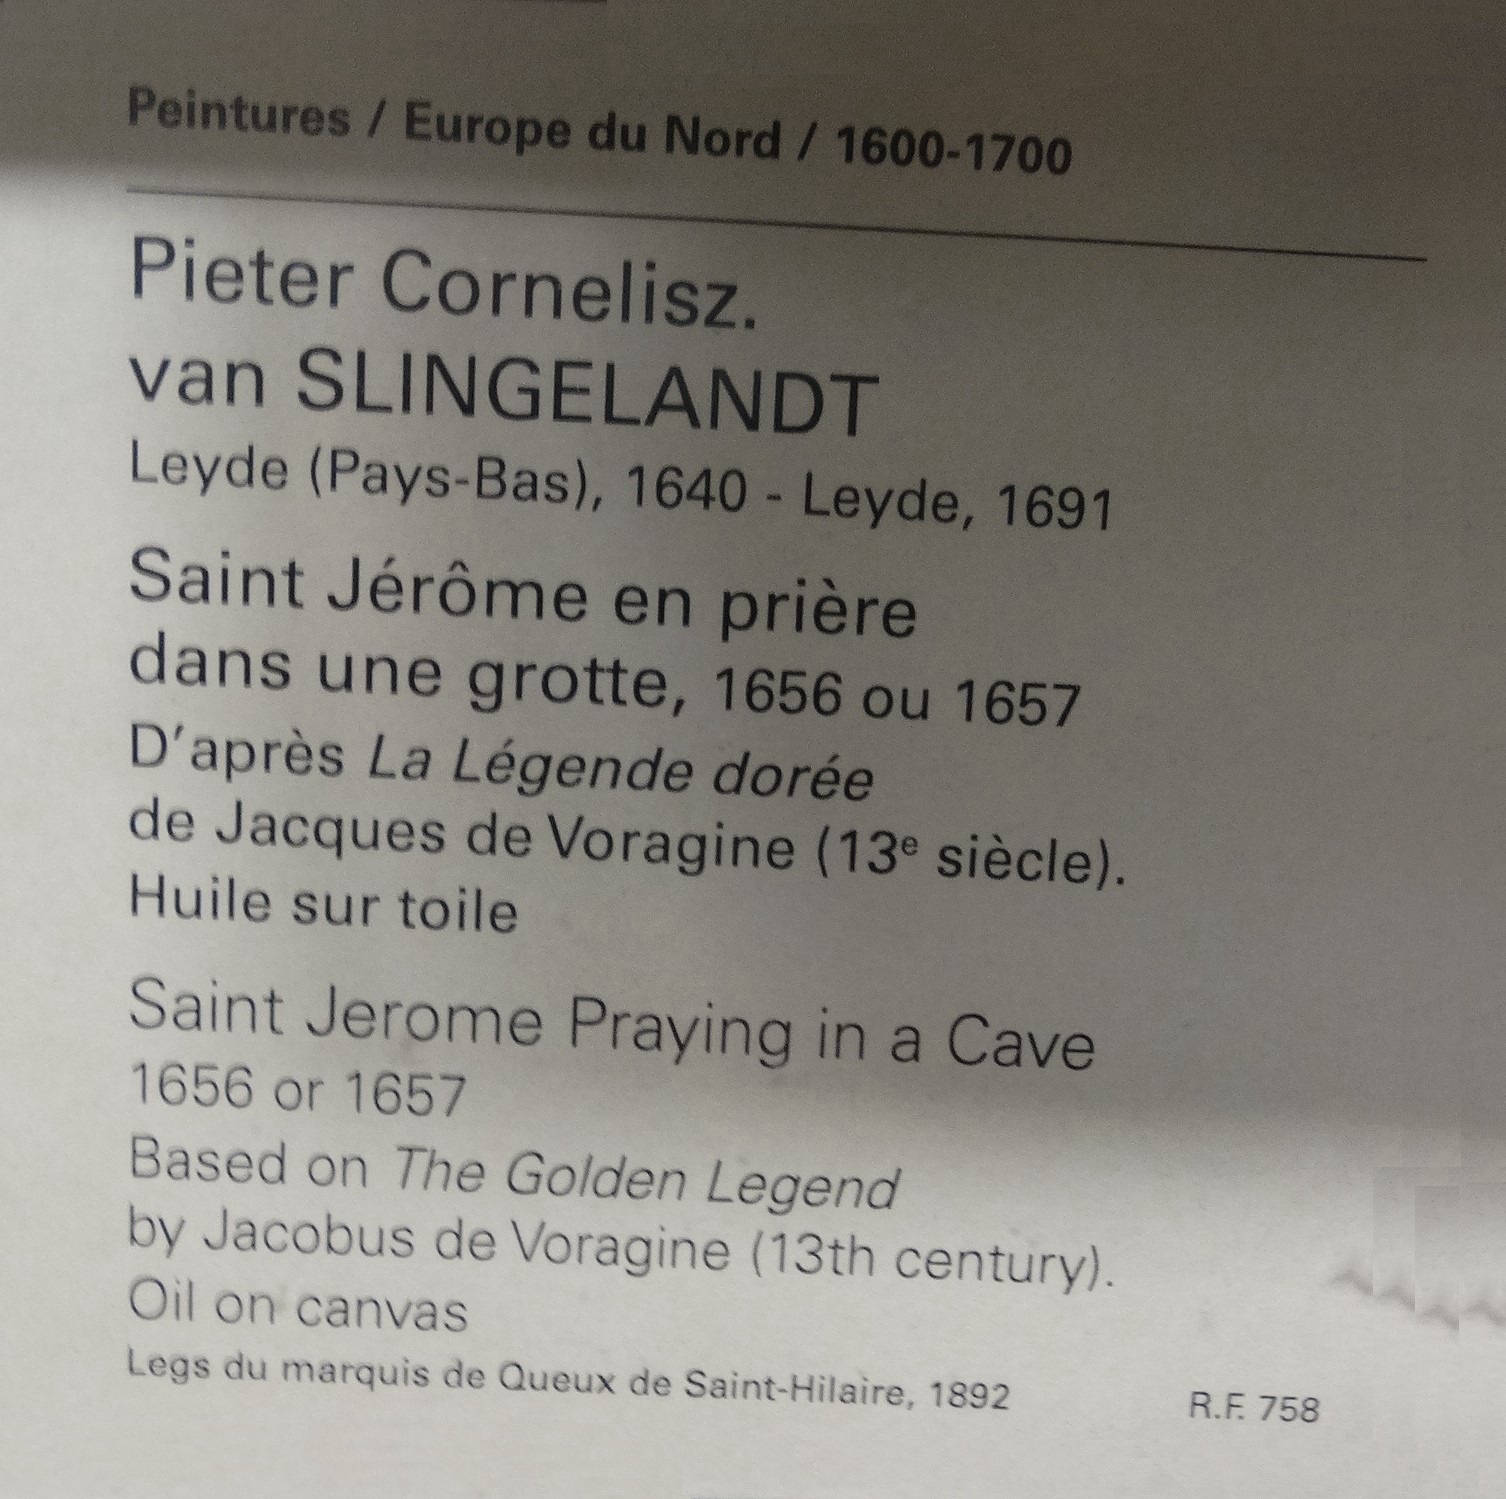 Peintures / Europe du Nord / 1600-1700
Pieter Cornelisz.
van SLINGELANDT
Leyde (Pays-Bas), 1640 - Leyde, 1691
Saint Jérôme en prière
dans une grotte, 1656 ou 1657
D'après La Légende dorée
de Jacques de Voragine (13e siècle).
Huile sur toile
Saint Jerome Praying in a Cave
1656 or 1657
Based on The Golden Legend
by Jacobus de Voragine (13th century).
Oil on canvas
Legs du marquis de Queux de Saint-Hilaire, 1892 R.F. 758